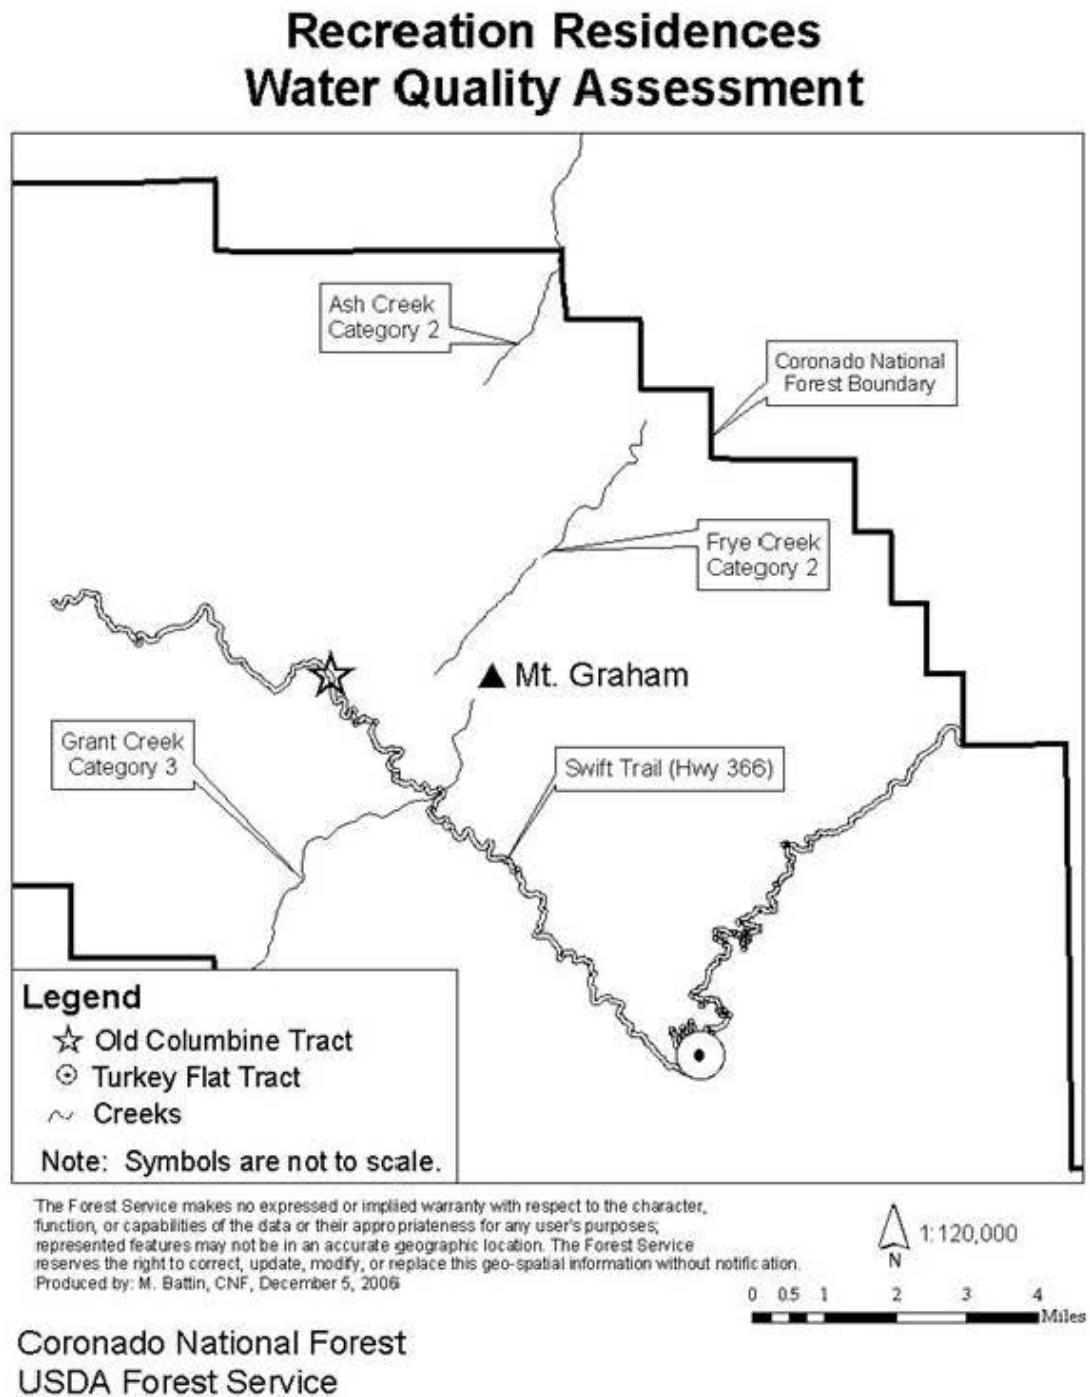 Recreation Residences
Water Quality Assessment
Ash Creek
Category 2
Coronado National
Forest Boundary
Frye Creek
Category 2
Mt. Graham
Grant Creek
Category 3
Swift Trail (Hwy 366)
Legend
Old Columbine Tract
Turkey Flat Tract
Creeks
Note: Symbols are not to scale.
The Forest Service makes no expressed or implied warranty with respect to the character,
function, or capabilities of the data or their appropriateness for any user's purposes;
represented features may not be in an accurate geographic location. The Forest Service
reserves the right to correct, update, modify, or replace this geo-spatial information without notification.
Produced by: M. Battin, CNF, December 5, 2006
N
1:120,000
0 0.5 1 2 3 4
Miles
Coronado National Forest
USDA Forest Service